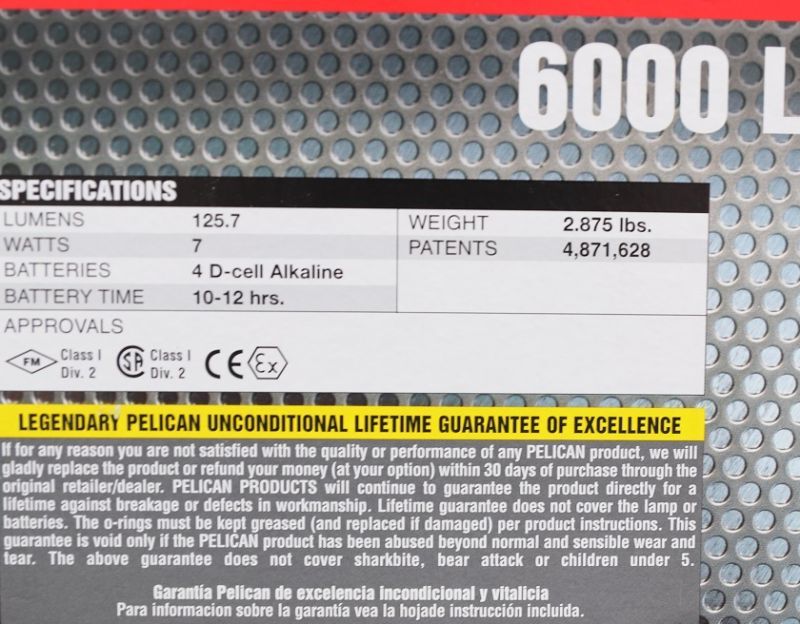 6000 L
SPECIFICATIONS
LUMENS 125.7
WATTS 7
BATTERIES 4 D-cell Alkaline
BATTERY TIME 10-12 hrs.
WEIGHT 2.875 lbs.
PATENTS 4,871,628
APPROVALS
FM Class I Div. 2 SA Class I Div. 2 CE Ex
LEGENDARY PELICAN UNCONDITIONAL LIFETIME GUARANTEE OF EXCELLENCE
If for any reason you are not satisfied with the quality or performance of any PELICAN product, we will
gladly replace the product or refund your money (at your option) within 30 days of purchase through the
original retailer/dealer. PELICAN PRODUCTS will continue to guarantee the product directly for a
lifetime against breakage or defects in workmanship. Lifetime guarantee does not cover the lamp or
batteries. The o-rings must be kept greased (and replaced if damaged) per product instructions. This
guarantee is void only if the PELICAN product has been abused beyond normal and sensible wear and
tear. The above guarantee does not cover sharkbite, bear attack or children under 5.
Garantía Pelican de excelencia incondicional y vitalicia
Para informacion sobre la garantía vea la hojade instrucción incluida.